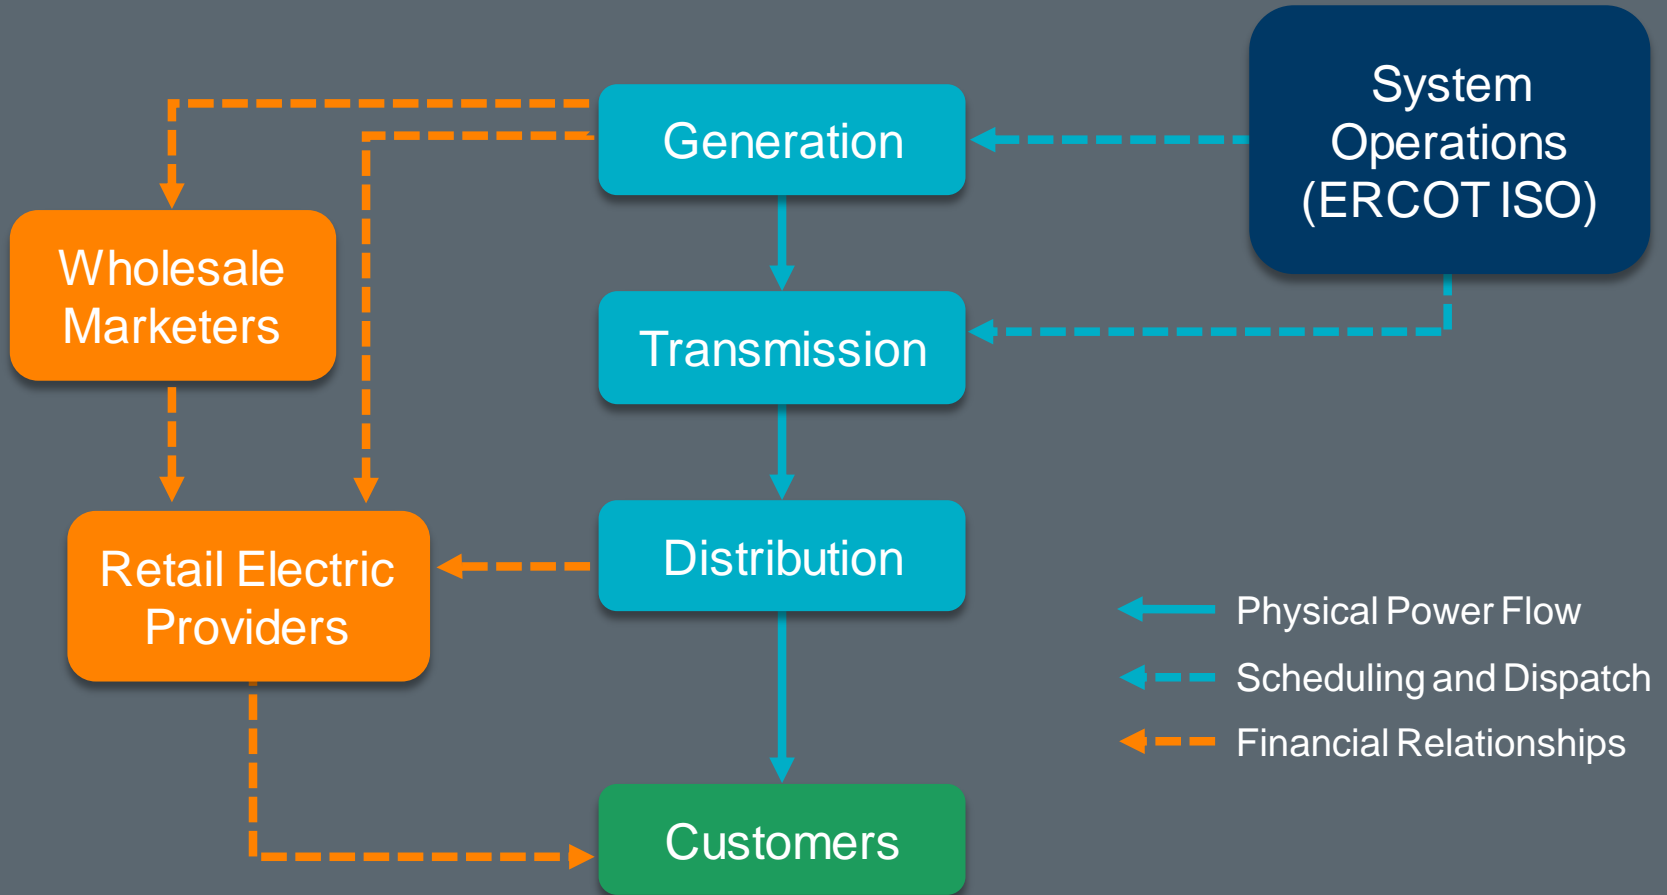 System
Operations
(ERCOT ISO)
Generation
Wholesale
Marketers
Transmission
Retail Electric
Providers
Distribution
Physical Power Flow
Scheduling and Dispatch
Financial Relationships
Customers